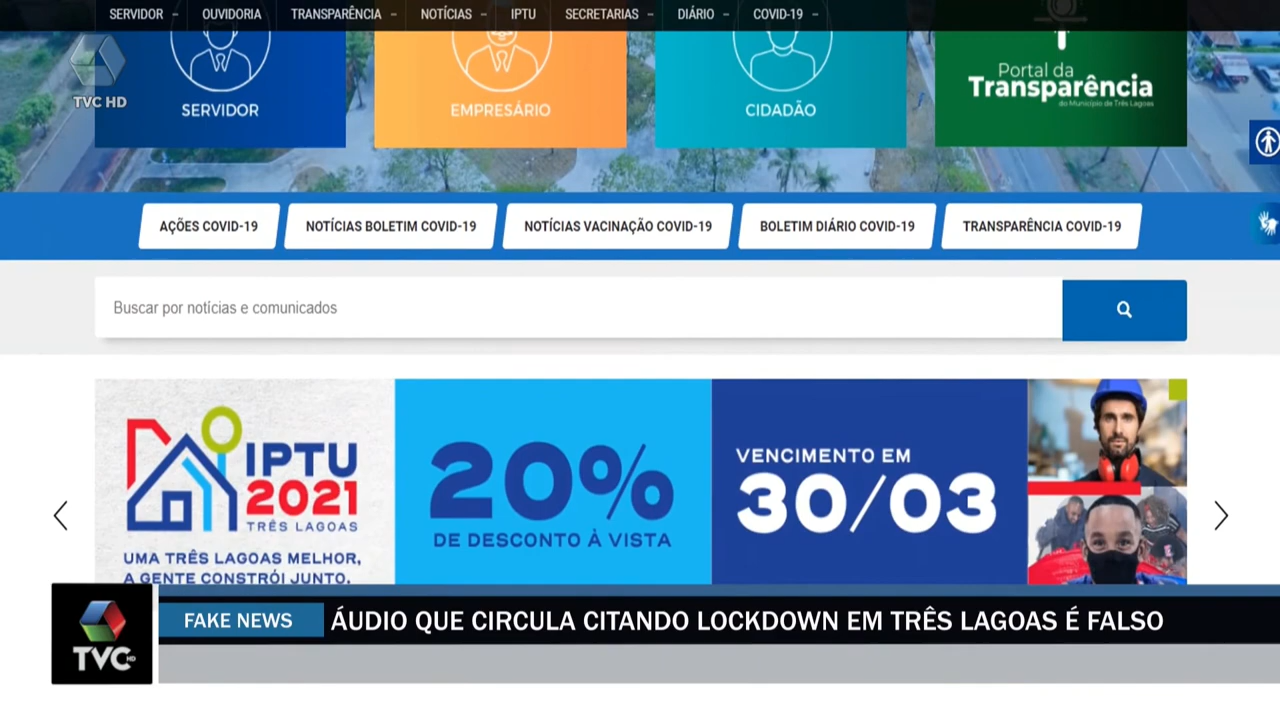 SERVIDOR
OUVIDORIA
TRANSPARÊNCIA
NOTÍCIAS
IPTU
SECRETARIAS
DIÁRIO
COVID-19
TVC HD
SERVIDOR
EMPRESÁRIO
CIDADÃO
Portal da
Transparência
do Município de Três Lagoas
AÇÕES COVID-19
NOTÍCIAS BOLETIM COVID-19
NOTÍCIAS VACINAÇÃO COVID-19
BOLETIM DIÁRIO COVID-19
TRANSPARÊNCIA COVID-19
Buscar por notícias e comunicados
IPTU
2021
TRÊS LAGOAS
UMA TRÊS LAGOAS MELHOR,
A GENTE CONSTRÓI JUNTO.
20%
DE DESCONTO À VISTA
VENCIMENTO EM
30/03
FAKE NEWS
ÁUDIO QUE CIRCULA CITANDO LOCKDOWN EM TRÊS LAGOAS É FALSO
TVC HD